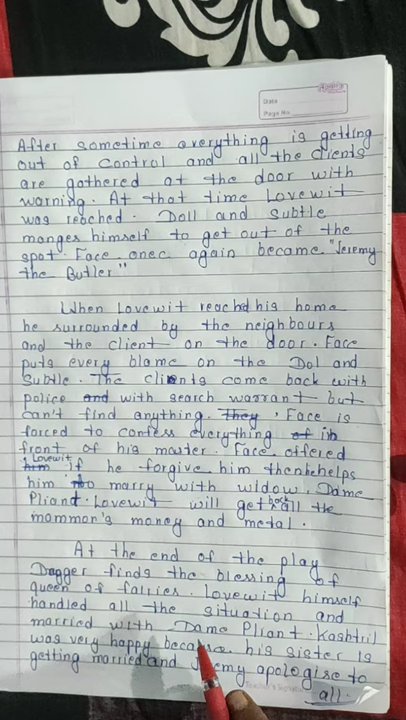 Date
Page No.
After sometime everything is getting
out of control and all the clients
are gathered at the door with
warning. At that time Lovewit
was reached. Doll and Subtle
manges himself to get out of the
spot. Face onec again became "Jeremy
the Butler"
When Lovewit reached his home
he surrounded by the neighbours
and the client on the door. Face
puts every blame on the Dol and
Subtle. The clients come back with
police and with search warrant but
can't find anything. They , Face is
forced to confess everything of in
front of his master. Face offered
him Lovewit if he forgive him then helps
him to marry with widow, Dame
Pliant. Lovewit will get back all the
mammon's money and metal.
At the end of the play
Dagger finds the blessing of
queen of fairies. Lovewit himself
handled all the situation and
married with Dame Pliant. Kashtril
was very happy because his sister is
getting married and Jeremy apologise to
all.